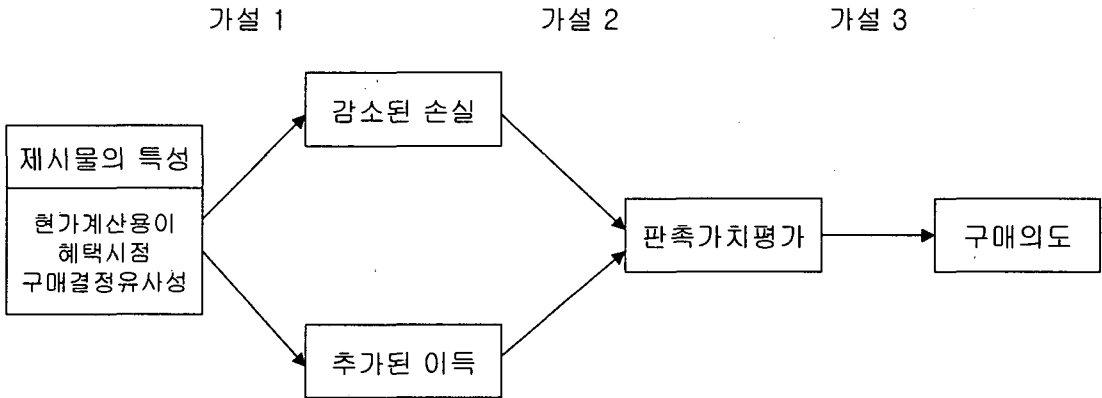 가설 1
가설 2
가설 3
감소된 손실
제시물의 특성
현가계산용이
혜택시점
구매결정유사성
판촉가치평가
구매의도
추가된 이득